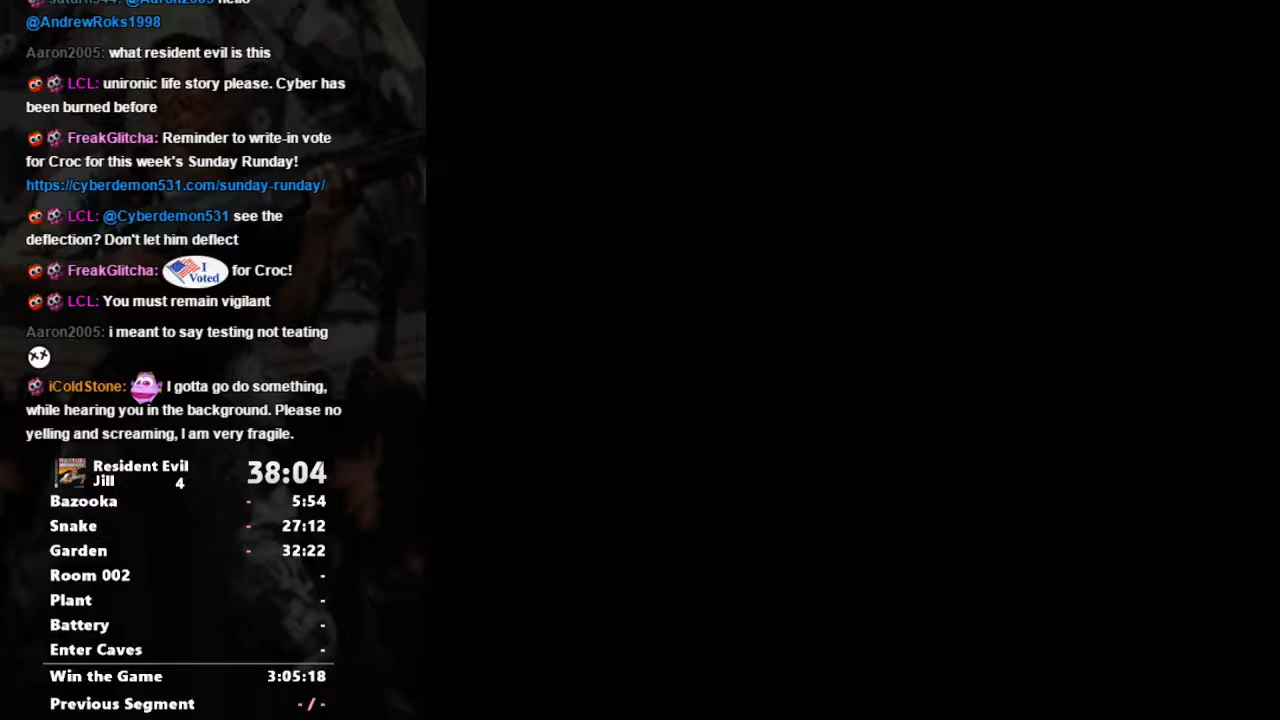 @AndrewRoks1998
Aaron2005: what resident evil is this
LCL: unironic life story please. Cyber has
been burned before
FreakGlitcha: Reminder to write-in vote
for Croc for this week's Sunday Runday!
https://cyberdemon531.com/sunday-runday/
LCL: @Cyberdemon531 see the
deflection? Don't let him deflect
FreakGlitcha: I Voted for Croc!
LCL: You must remain vigilant
Aaron2005: i meant to say testing not teating
iColdStone: I gotta go do something,
while hearing you in the background. Please no
yelling and screaming, I am very fragile.
Resident Evil 38:04
Jill 4
Bazooka - 5:54
Snake - 27:12
Garden - 32:22
Room 002 -
Plant -
Battery -
Enter Caves -
Win the Game 3:05:18
Previous Segment - / -